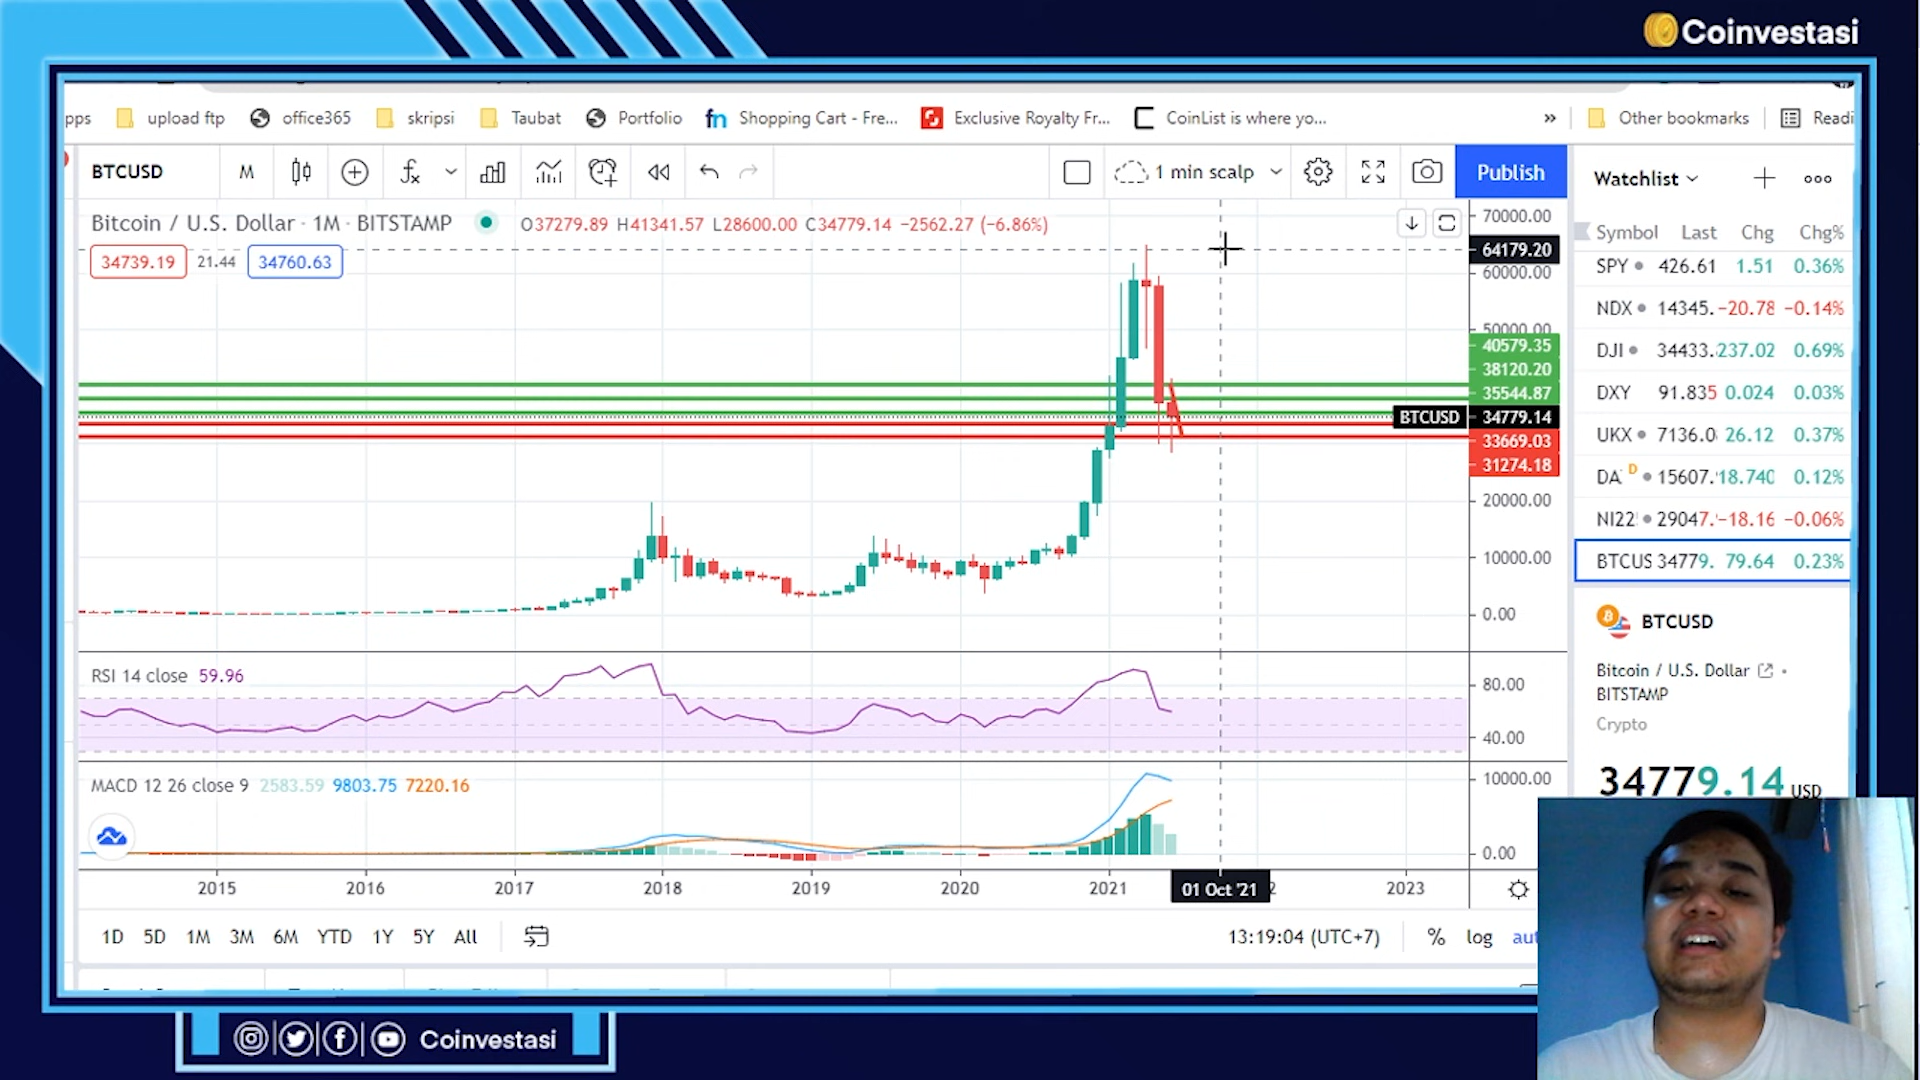 Coinvestasi
pps upload ftp office365 skripsi Taubat Portfolio fn Shopping Cart - Fre... Exclusive Royalty Fr... CoinList is where yo... » Other bookmarks Readi
BTCUSD M 1 min scalp Publish
Watchlist
Bitcoin / U.S. Dollar · 1M · BITSTAMP O37279.89 H41341.57 L28600.00 C34779.14 −2562.27 (−6.86%)
34739.19 21.44 34760.63
70000.00
64179.20
60000.00
50000.00
40579.35
38120.20
35544.87
BTCUSD 34779.14
33669.03
31274.18
20000.00
10000.00
0.00
Symbol Last Chg Chg%
SPY 426.61 1.51 0.36%
NDX 14345. −20.78 −0.14%
DJI 34433. 237.02 0.69%
DXY 91.835 0.024 0.03%
UKX 7136.0 26.12 0.37%
DA D 15607. 18.740 0.12%
NI22 29047. −18.16 −0.06%
BTCUS 34779. 79.64 0.23%
BTCUSD
Bitcoin / U.S. Dollar
BITSTAMP
Crypto
34779.14 USD
RSI 14 close 59.96
80.00
40.00
MACD 12 26 close 9 2583.59 9803.75 7220.16
10000.00
0.00
2015 2016 2017 2018 2019 2020 2021 01 Oct '21 2 2023
1D 5D 1M 3M 6M YTD 1Y 5Y All 13:19:04 (UTC+7) % log aut
Coinvestasi